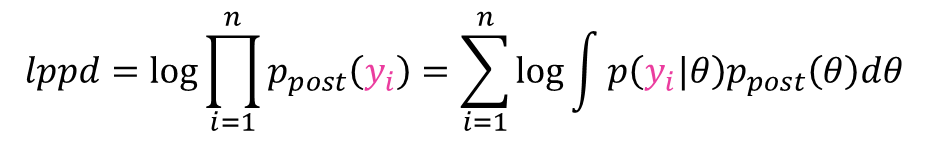 lppd = log ∏_{i=1}^{n} p_{post}(y_i) = ∑_{i=1}^{n} log ∫ p(y_i|θ)p_{post}(θ)dθ